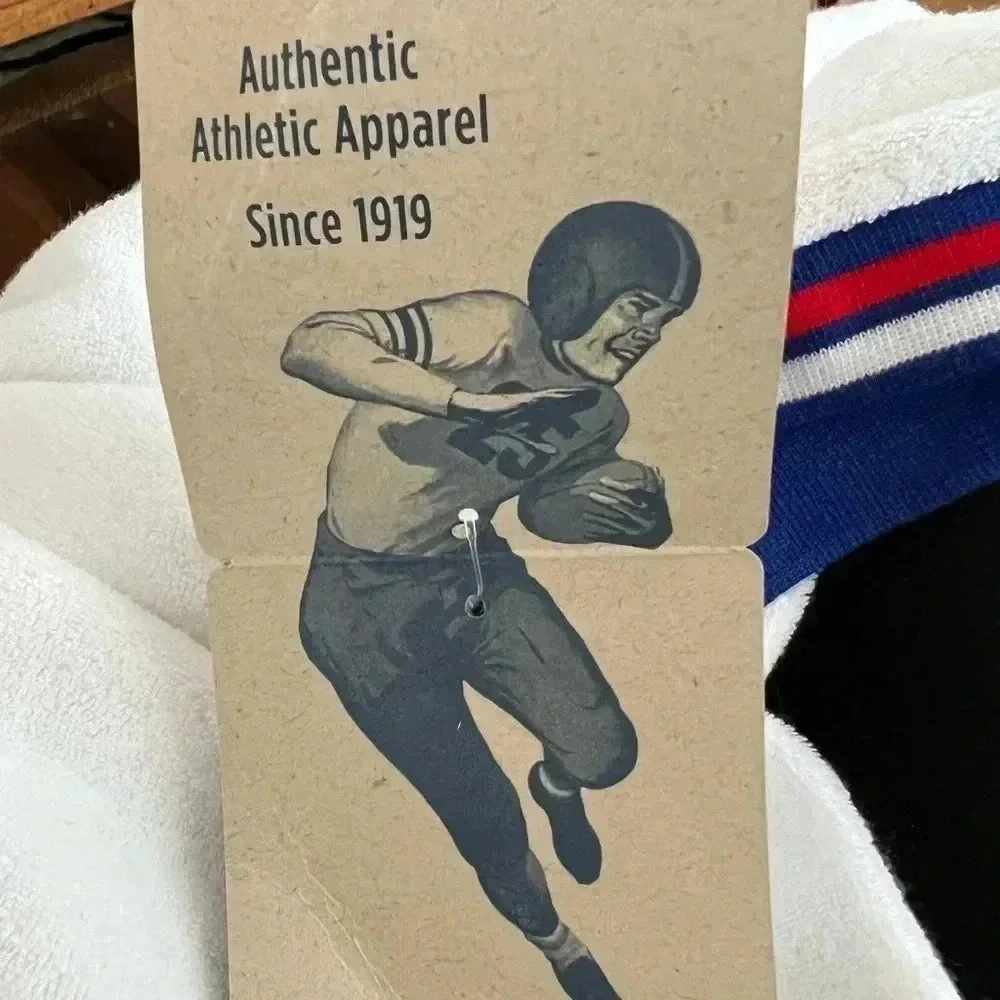 Authentic
Athletic Apparel
Since 1919